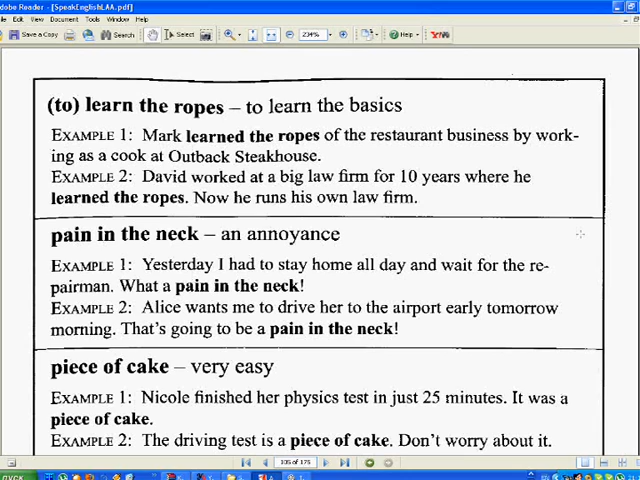 Adobe Reader - [SpeakEnglishLAA.pdf]
File Edit View Document Tools Window Help
Save a Copy Search Select 234% Help
(to) learn the ropes – to learn the basics
EXAMPLE 1: Mark learned the ropes of the restaurant business by work-
ing as a cook at Outback Steakhouse.
EXAMPLE 2: David worked at a big law firm for 10 years where he
learned the ropes. Now he runs his own law firm.
pain in the neck – an annoyance
EXAMPLE 1: Yesterday I had to stay home all day and wait for the re-
pairman. What a pain in the neck!
EXAMPLE 2: Alice wants me to drive her to the airport early tomorrow
morning. That's going to be a pain in the neck!
piece of cake – very easy
EXAMPLE 1: Nicole finished her physics test in just 25 minutes. It was a
piece of cake.
EXAMPLE 2: The driving test is a piece of cake. Don't worry about it.
105 of 175